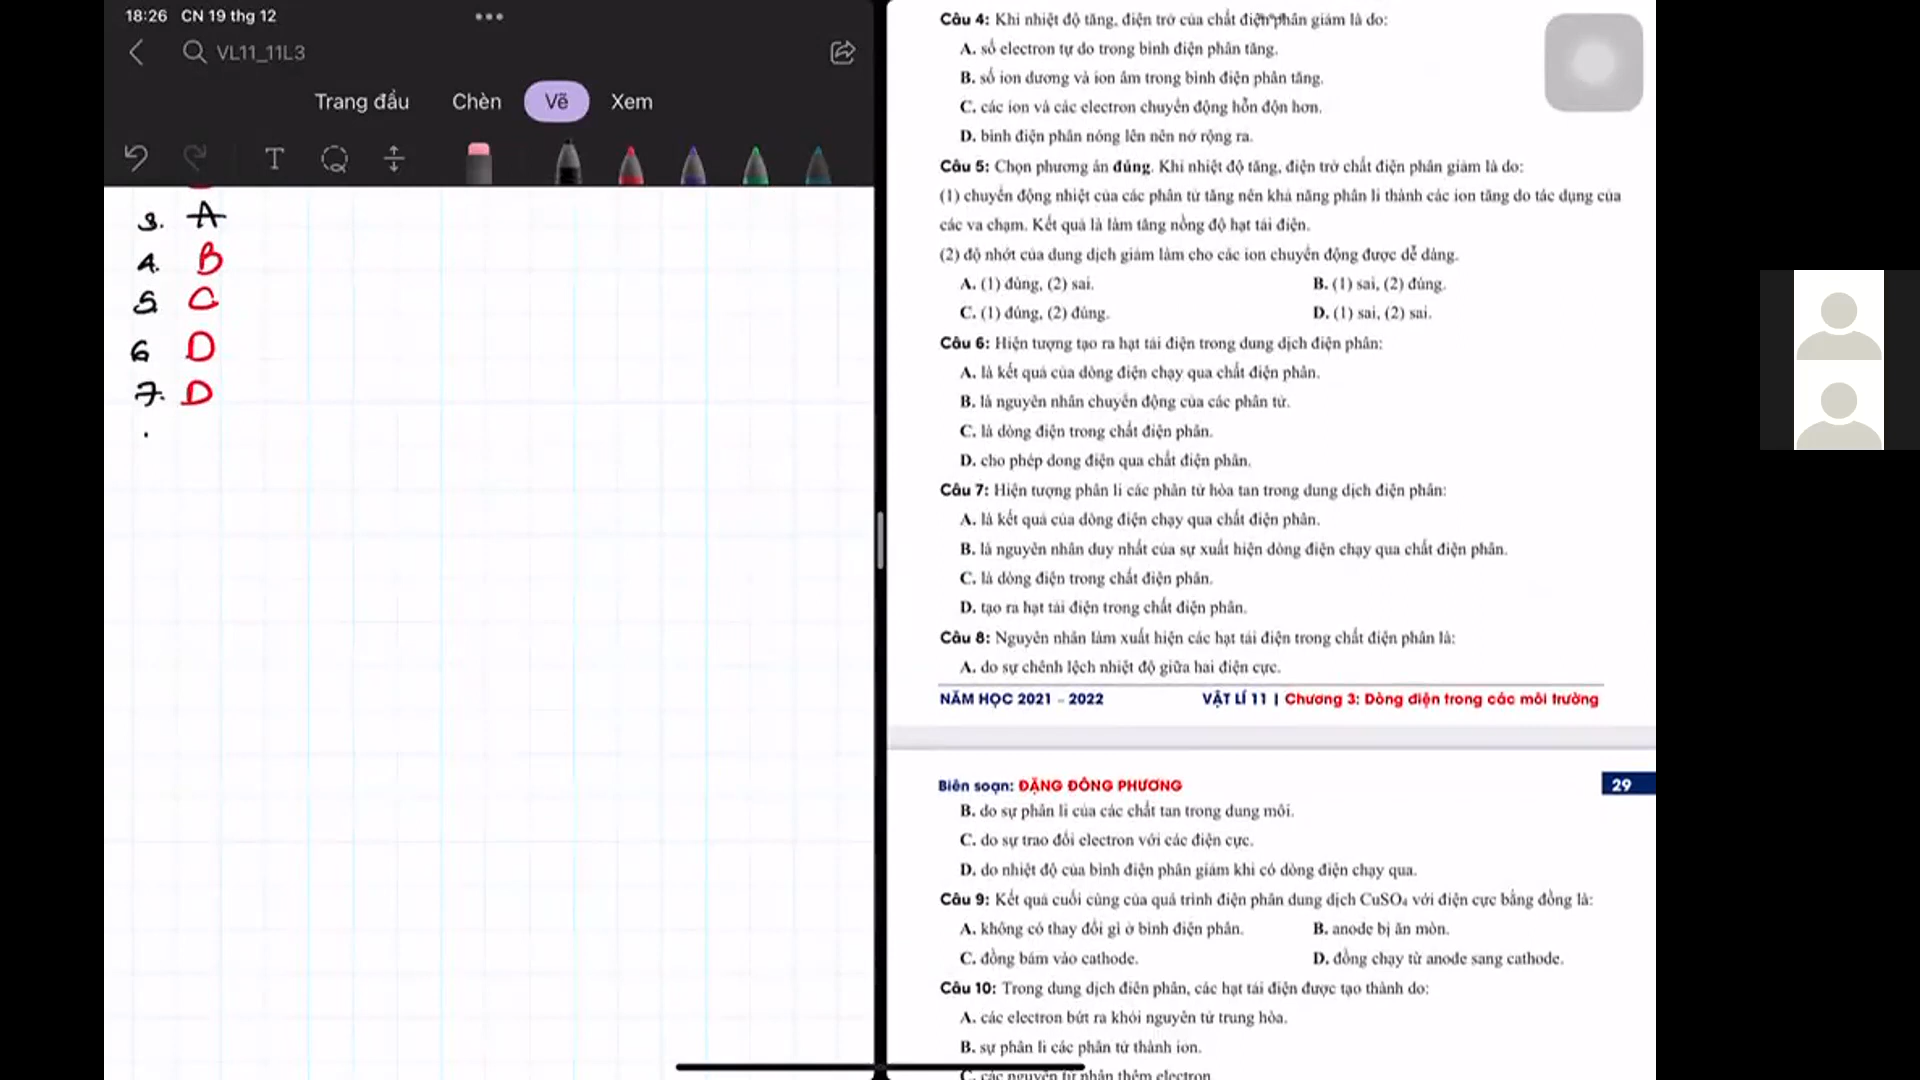 18:26 CN 19 thg 12
VL11_11L3
Trang đầu Chèn Vẽ Xem
T
3. A
4. B
5 C
6 D
7. D
Câu 4: Khi nhiệt độ tăng, điện trở của chất điện phân giảm là do:
A. số electron tự do trong bình điện phân tăng.
B. số ion dương và ion âm trong bình điện phân tăng.
C. các ion và các electron chuyển động hỗn độn hơn.
D. bình điện phân nóng lên nên nở rộng ra.
Câu 5: Chọn phương án đúng. Khi nhiệt độ tăng, điện trở chất điện phân giảm là do:
(1) chuyển động nhiệt của các phân tử tăng nên khả năng phân li thành các ion tăng do tác dụng của
các va chạm. Kết quả là làm tăng nồng độ hạt tải điện.
(2) độ nhớt của dung dịch giảm làm cho các ion chuyển động được dễ dàng.
A. (1) đúng, (2) sai. B. (1) sai, (2) đúng.
C. (1) đúng, (2) đúng. D. (1) sai, (2) sai.
Câu 6: Hiện tượng tạo ra hạt tải điện trong dung dịch điện phân:
A. là kết quả của dòng điện chạy qua chất điện phân.
B. là nguyên nhân chuyển động của các phân tử.
C. là dòng điện trong chất điện phân.
D. cho phép dong điện qua chất điện phân.
Câu 7: Hiện tượng phân li các phân tử hòa tan trong dung dịch điện phân:
A. là kết quả của dòng điện chạy qua chất điện phân.
B. là nguyên nhân duy nhất của sự xuất hiện dòng điện chạy qua chất điện phân.
C. là dòng điện trong chất điện phân.
D. tạo ra hạt tải điện trong chất điện phân.
Câu 8: Nguyên nhân làm xuất hiện các hạt tải điện trong chất điện phân là:
A. do sự chênh lệch nhiệt độ giữa hai điện cực.
NĂM HỌC 2021 - 2022 VẬT LÍ 11 | Chương 3: Dòng điện trong các môi trường
Biên soạn: ĐẶNG ĐÔNG PHƯƠNG 29
B. do sự phân li của các chất tan trong dung môi.
C. do sự trao đổi electron với các điện cực.
D. do nhiệt độ của bình điện phân giảm khi có dòng điện chạy qua.
Câu 9: Kết quả cuối cùng của quá trình điện phân dung dịch CuSO₄ với điện cực bằng đồng là:
A. không có thay đổi gì ở bình điện phân. B. anode bị ăn mòn.
C. đồng bám vào cathode. D. đồng chạy từ anode sang cathode.
Câu 10: Trong dung dịch điện phân, các hạt tải điện được tạo thành do:
A. các electron bứt ra khỏi nguyên tử trung hòa.
B. sự phân li các phân tử thành ion.
C. các nguyên tử nhận thêm electron